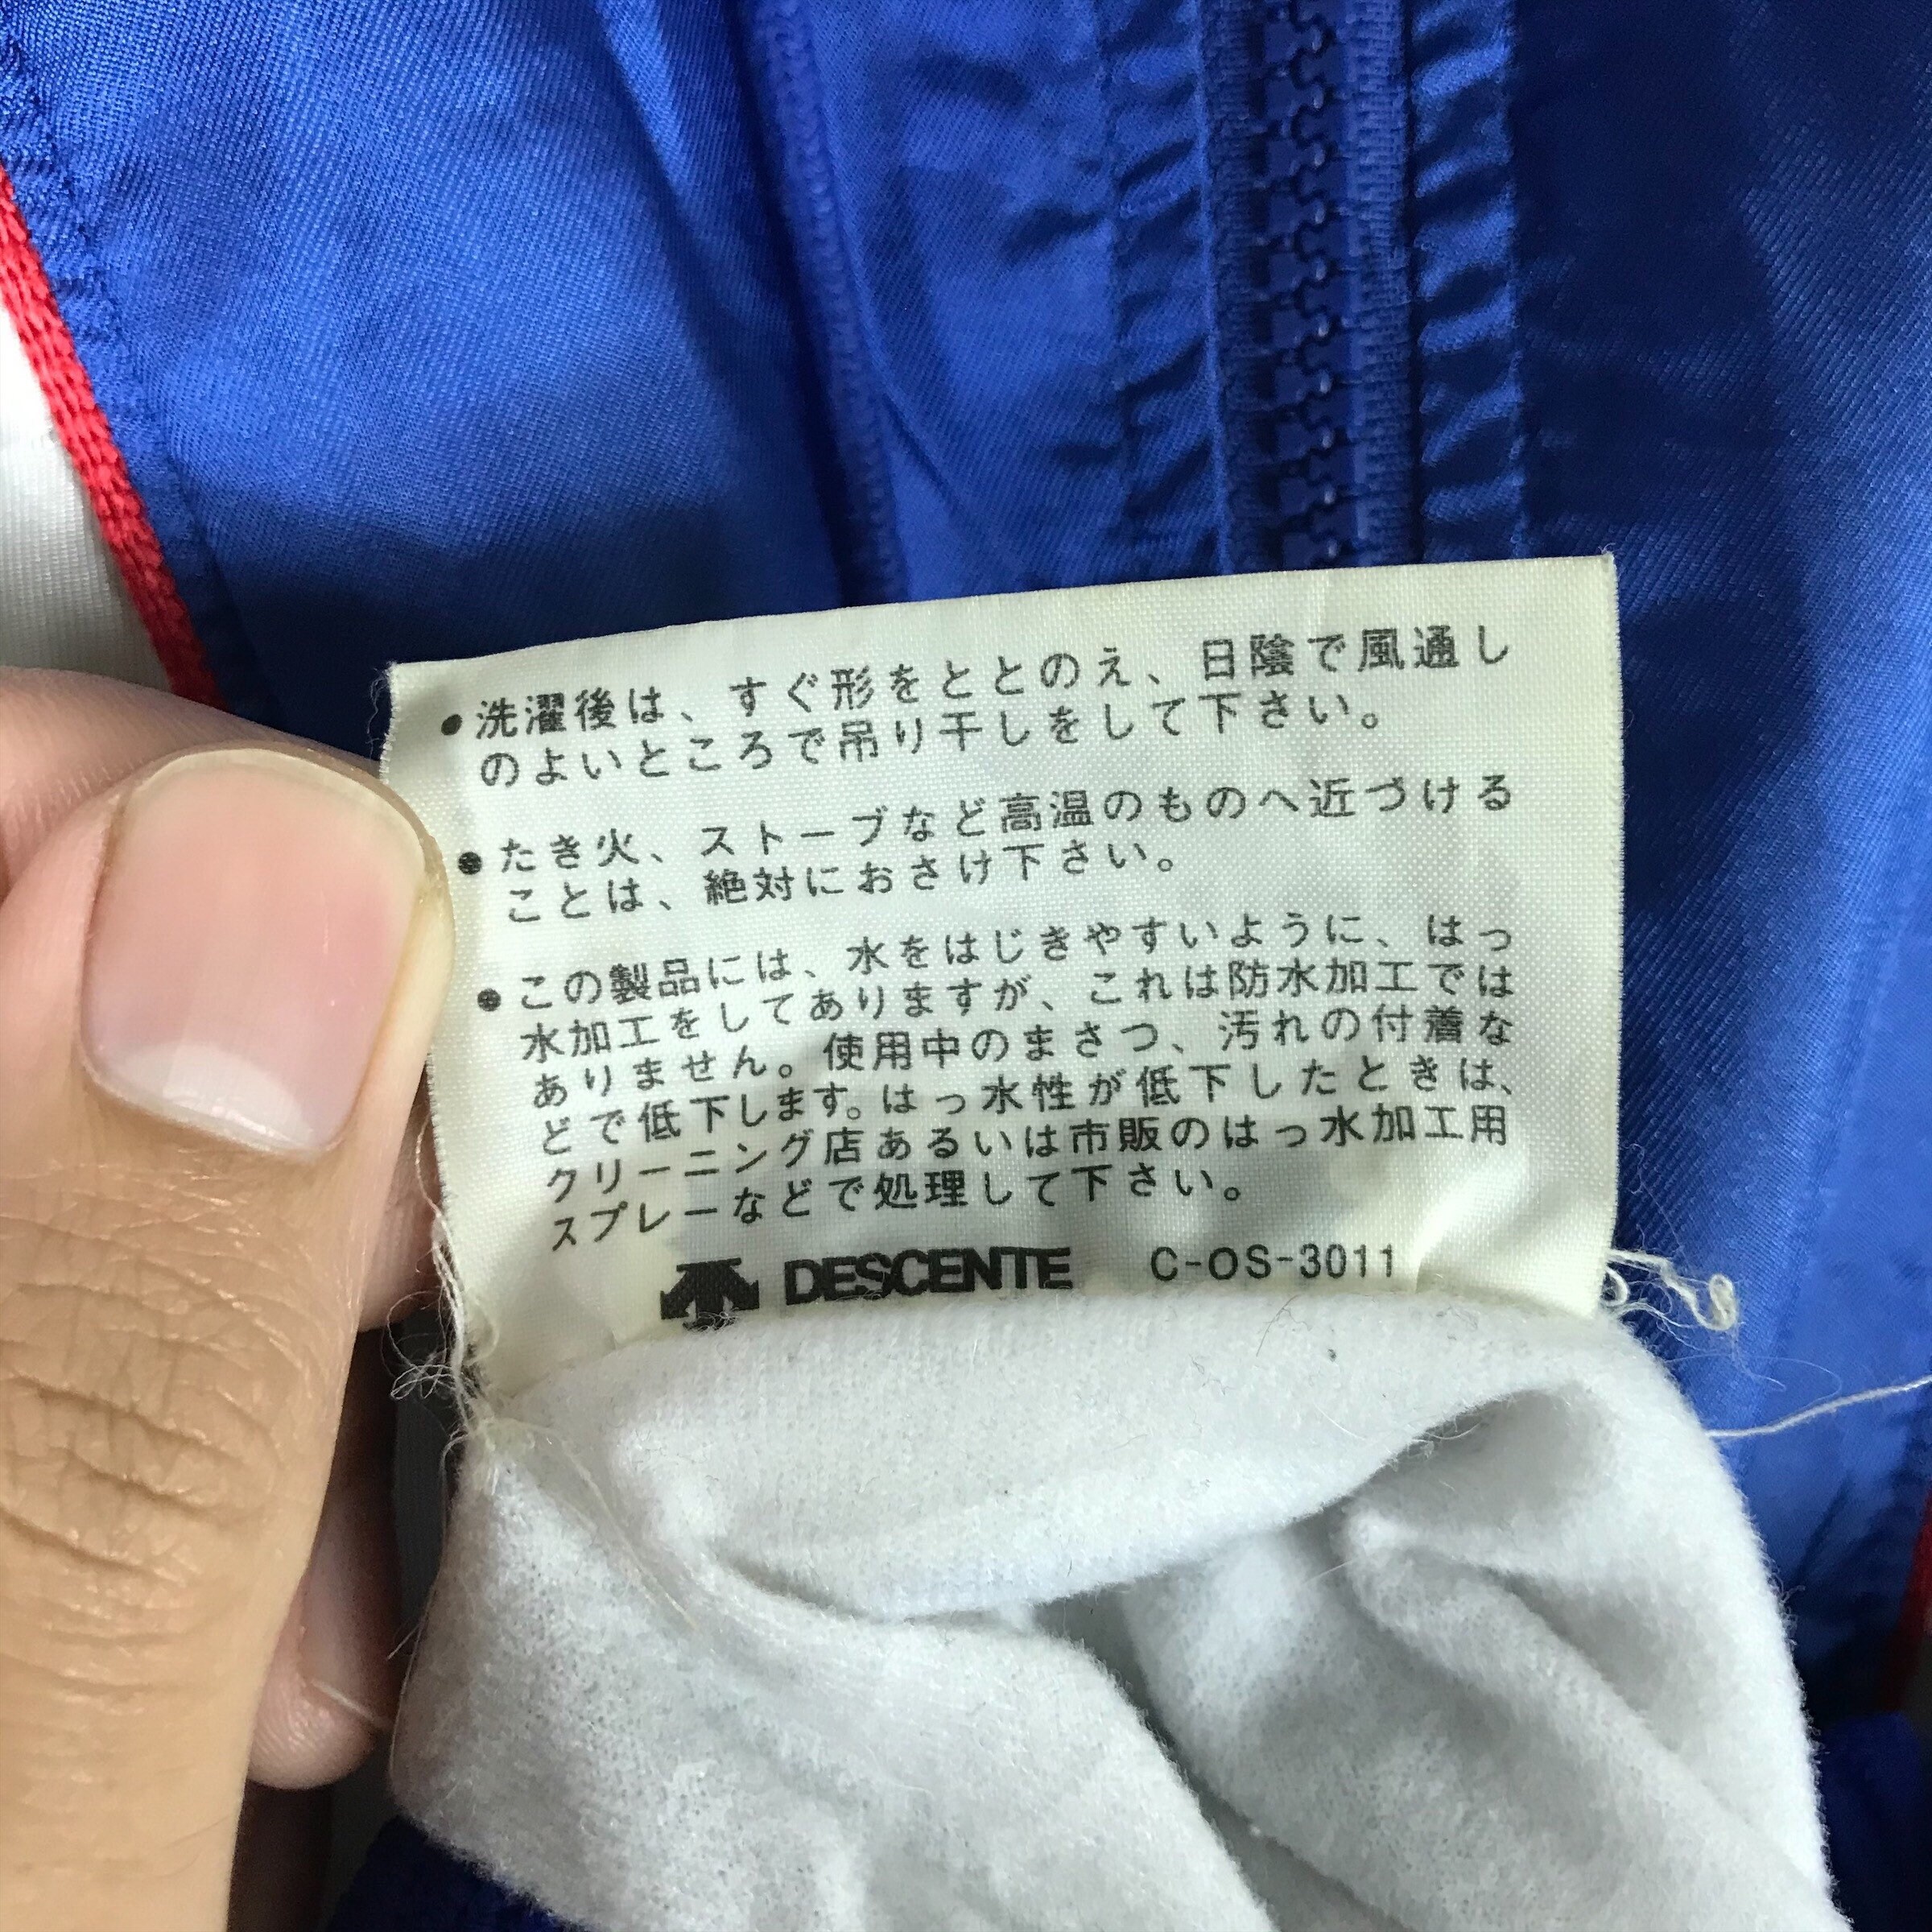 ●洗濯後は、すぐ形をととのえ、日陰で風通し
のよいところで吊り干しをして下さい。
●たき火、ストーブなど高温のものへ近づける
ことは、絶対におさけ下さい。
●この製品には、水をはじきやすいように、はっ
水加工をしてありますが、これは防水加工では
ありません。使用中のまさつ、汚れの付着な
どで低下します。はっ水性が低下したときは、
クリーニング店あるいは市販のはっ水加工用
スプレーなどで処理して下さい。
DESCENTE C-OS-3011